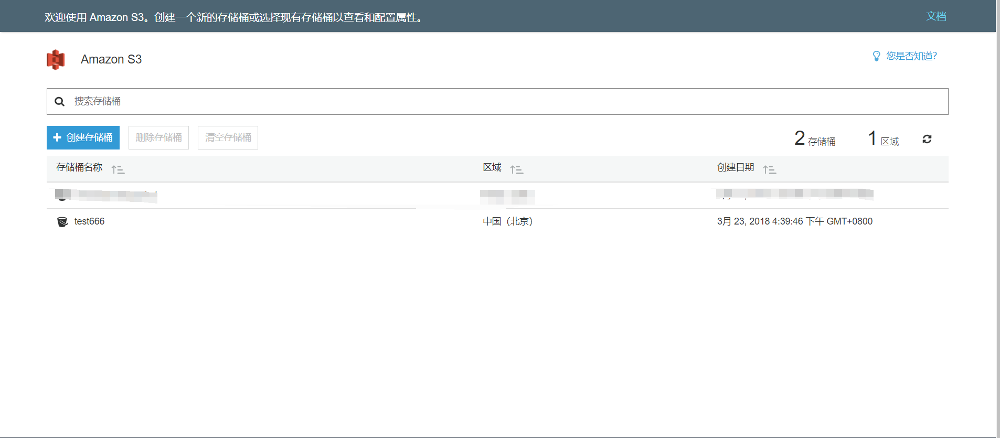 欢迎使用 Amazon S3。创建一个新的存储桶或选择现有存储桶以查看和配置属性。
文档
Amazon S3
您是否知道?
搜索存储桶
创建存储桶
删除存储桶
清空存储桶
2 存储桶
1 区域
存储桶名称
区域
创建日期
test666
中国（北京）
3月 23, 2018 4:39:46 下午 GMT+0800